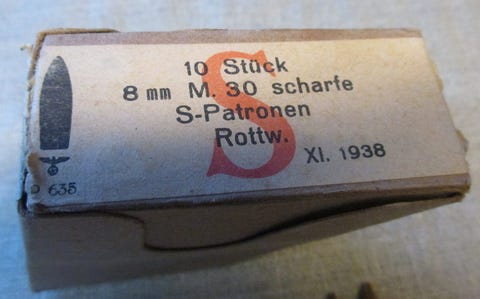 10 Stück
8 mm M. 30 scharfe
S-Patronen
Rottw.
S
XI. 1938
635